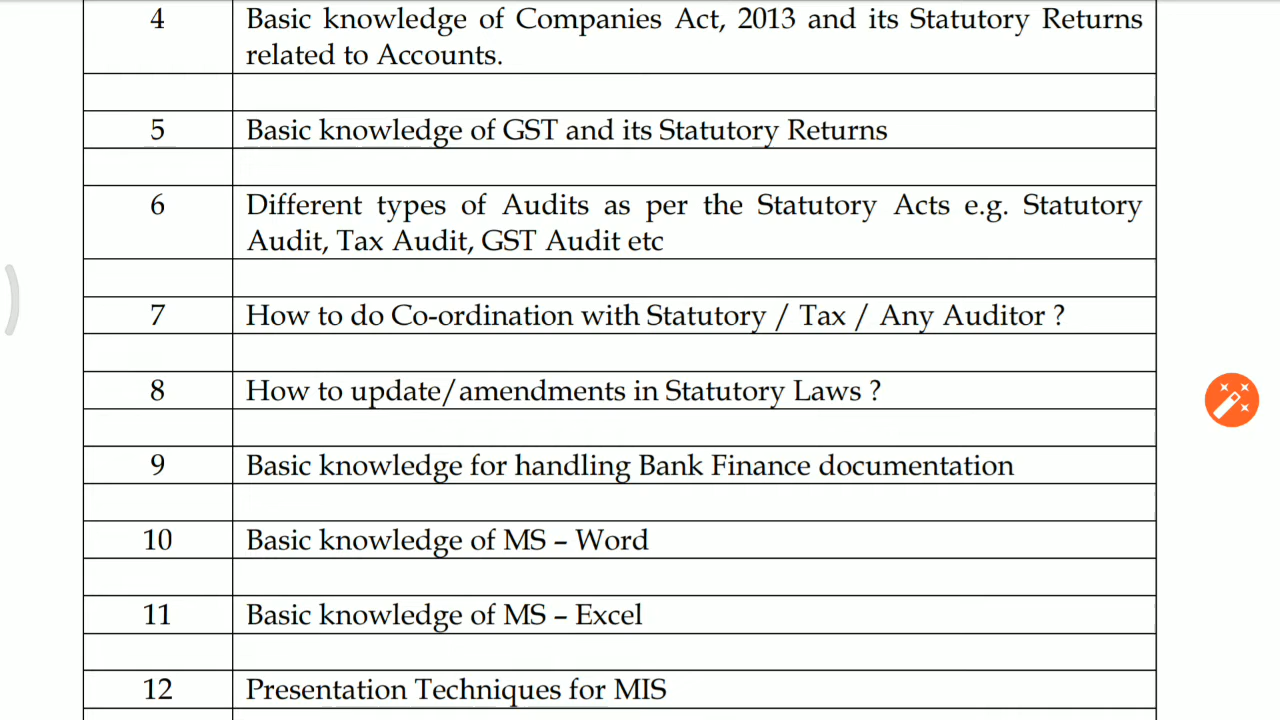 4 Basic knowledge of Companies Act, 2013 and its Statutory Returns
related to Accounts.
5 Basic knowledge of GST and its Statutory Returns
6 Different types of Audits as per the Statutory Acts e.g. Statutory
Audit, Tax Audit, GST Audit etc
7 How to do Co-ordination with Statutory / Tax / Any Auditor ?
8 How to update/amendments in Statutory Laws ?
9 Basic knowledge for handling Bank Finance documentation
10 Basic knowledge of MS – Word
11 Basic knowledge of MS – Excel
12 Presentation Techniques for MIS